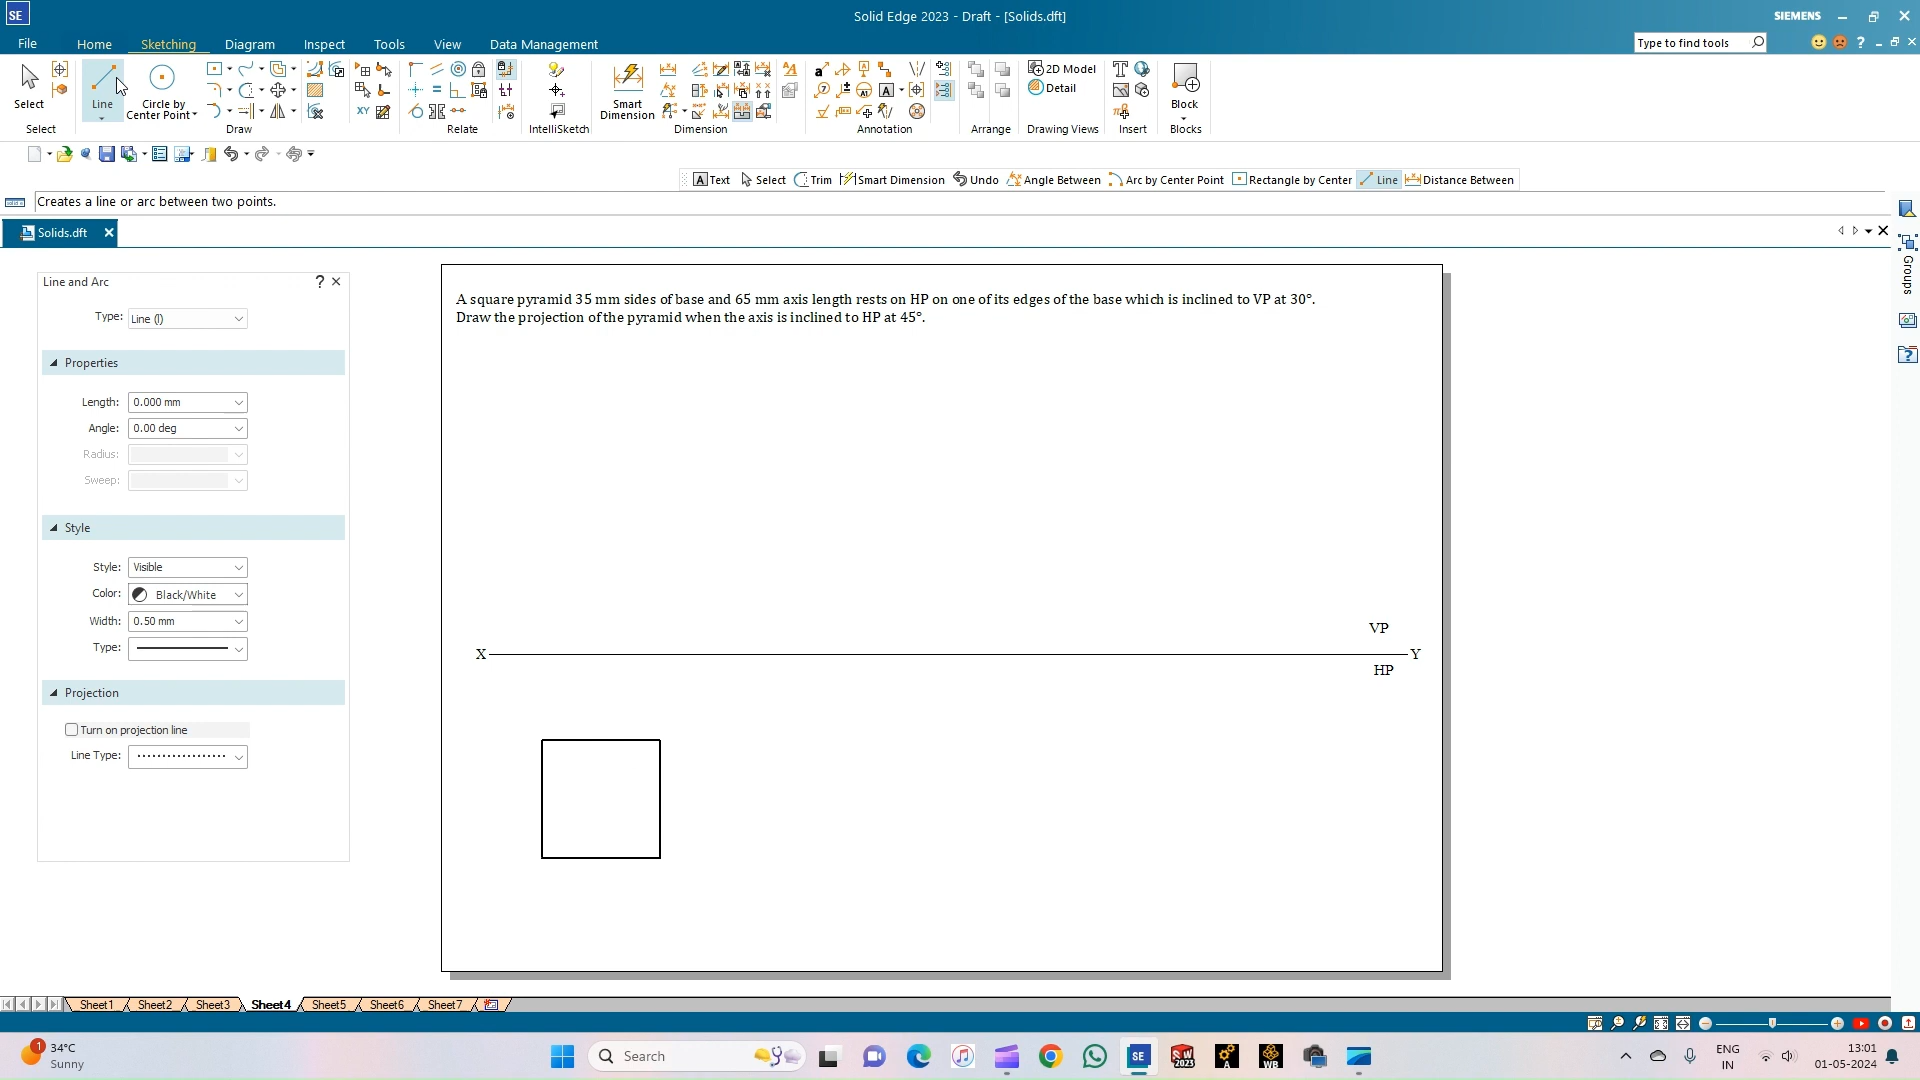 SE
Solid Edge 2023 - Draft - [Solids.dft]
SIEMENS
File Home Sketching Diagram Inspect Tools View Data Management
Type to find tools
Select
Line
Circle by
Center Point
Smart
Dimension
2D Model
Detail
Block
Select Draw Relate IntelliSketch Dimension Annotation Arrange Drawing Views Insert Blocks
Text Select Trim Smart Dimension Undo Angle Between Arc by Center Point Rectangle by Center Line Distance Between
Creates a line or arc between two points.
Solids.dft
Groups
Line and Arc
Type: Line (l)
Properties
Length: 0.000 mm
Angle: 0.00 deg
Radius:
Sweep:
Style
Style: Visible
Color: Black/White
Width: 0.50 mm
Type:
Projection
Turn on projection line
Line Type:
A square pyramid 35 mm sides of base and 65 mm axis length rests on HP on one of its edges of the base which is inclined to VP at 30°.
Draw the projection of the pyramid when the axis is inclined to HP at 45°.
VP
X Y
HP
Sheet1 Sheet2 Sheet3 Sheet4 Sheet5 Sheet6 Sheet7
1
34°C
Sunny
Search
SE
SW
2023
A
WB
ENG
IN
13:01
01-05-2024